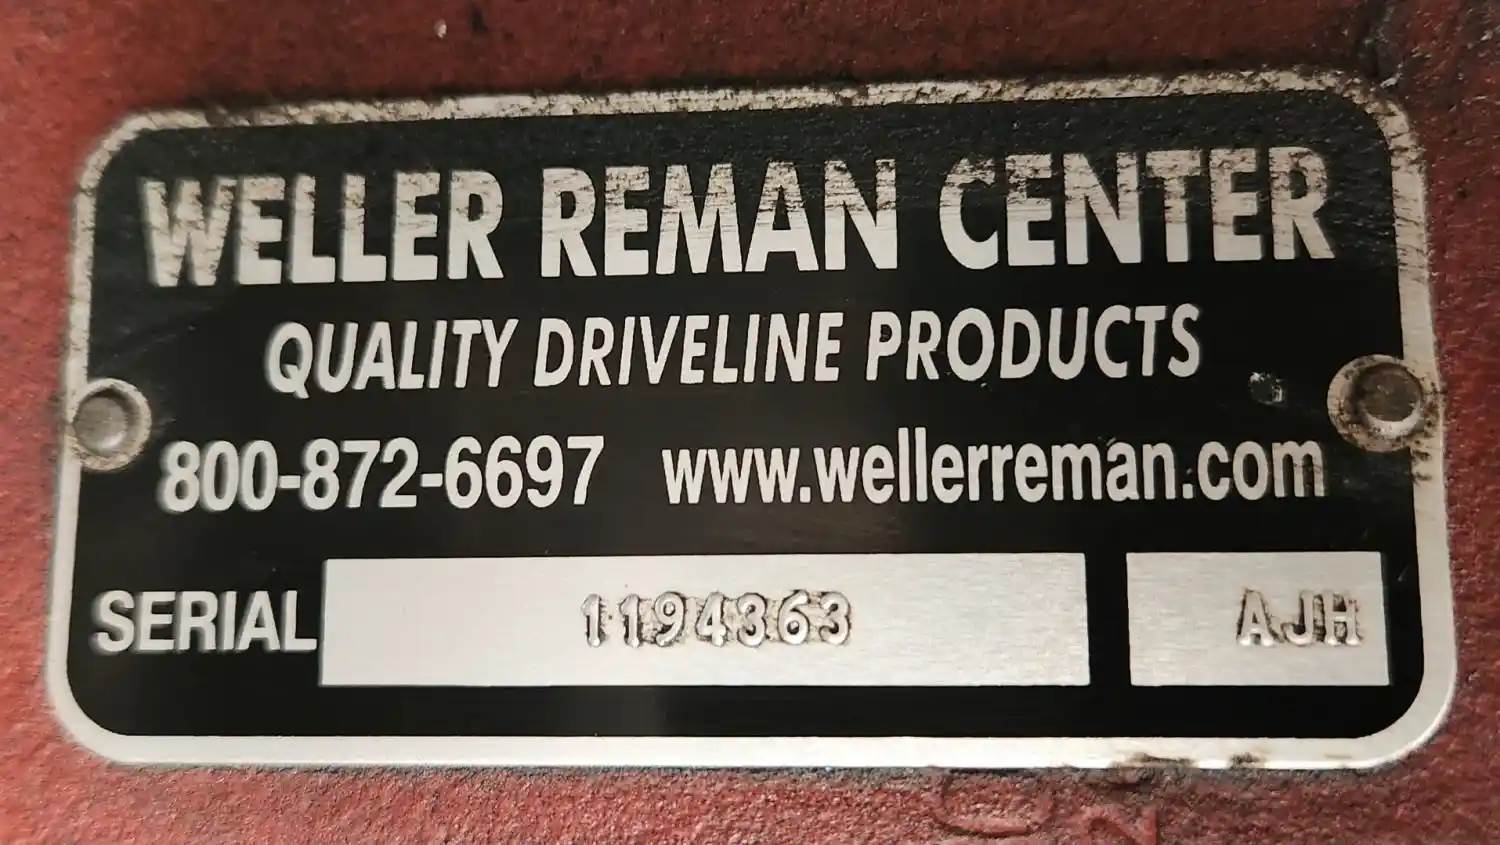 WELLER REMAN CENTER
QUALITY DRIVELINE PRODUCTS
800-872-6697 www.wellerreman.com
SERIAL 1194363 AJH